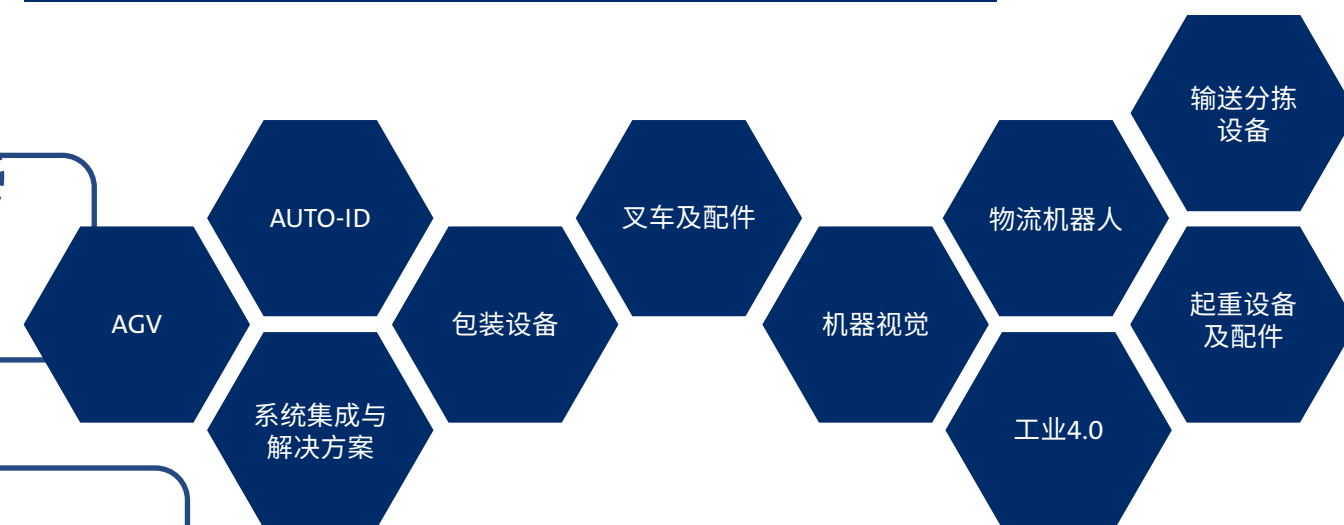 输送分拣
设备
AUTO-ID
叉车及配件
物流机器人
AGV
包装设备
机器视觉
起重设备
及配件
系统集成与
解决方案
工业4.0